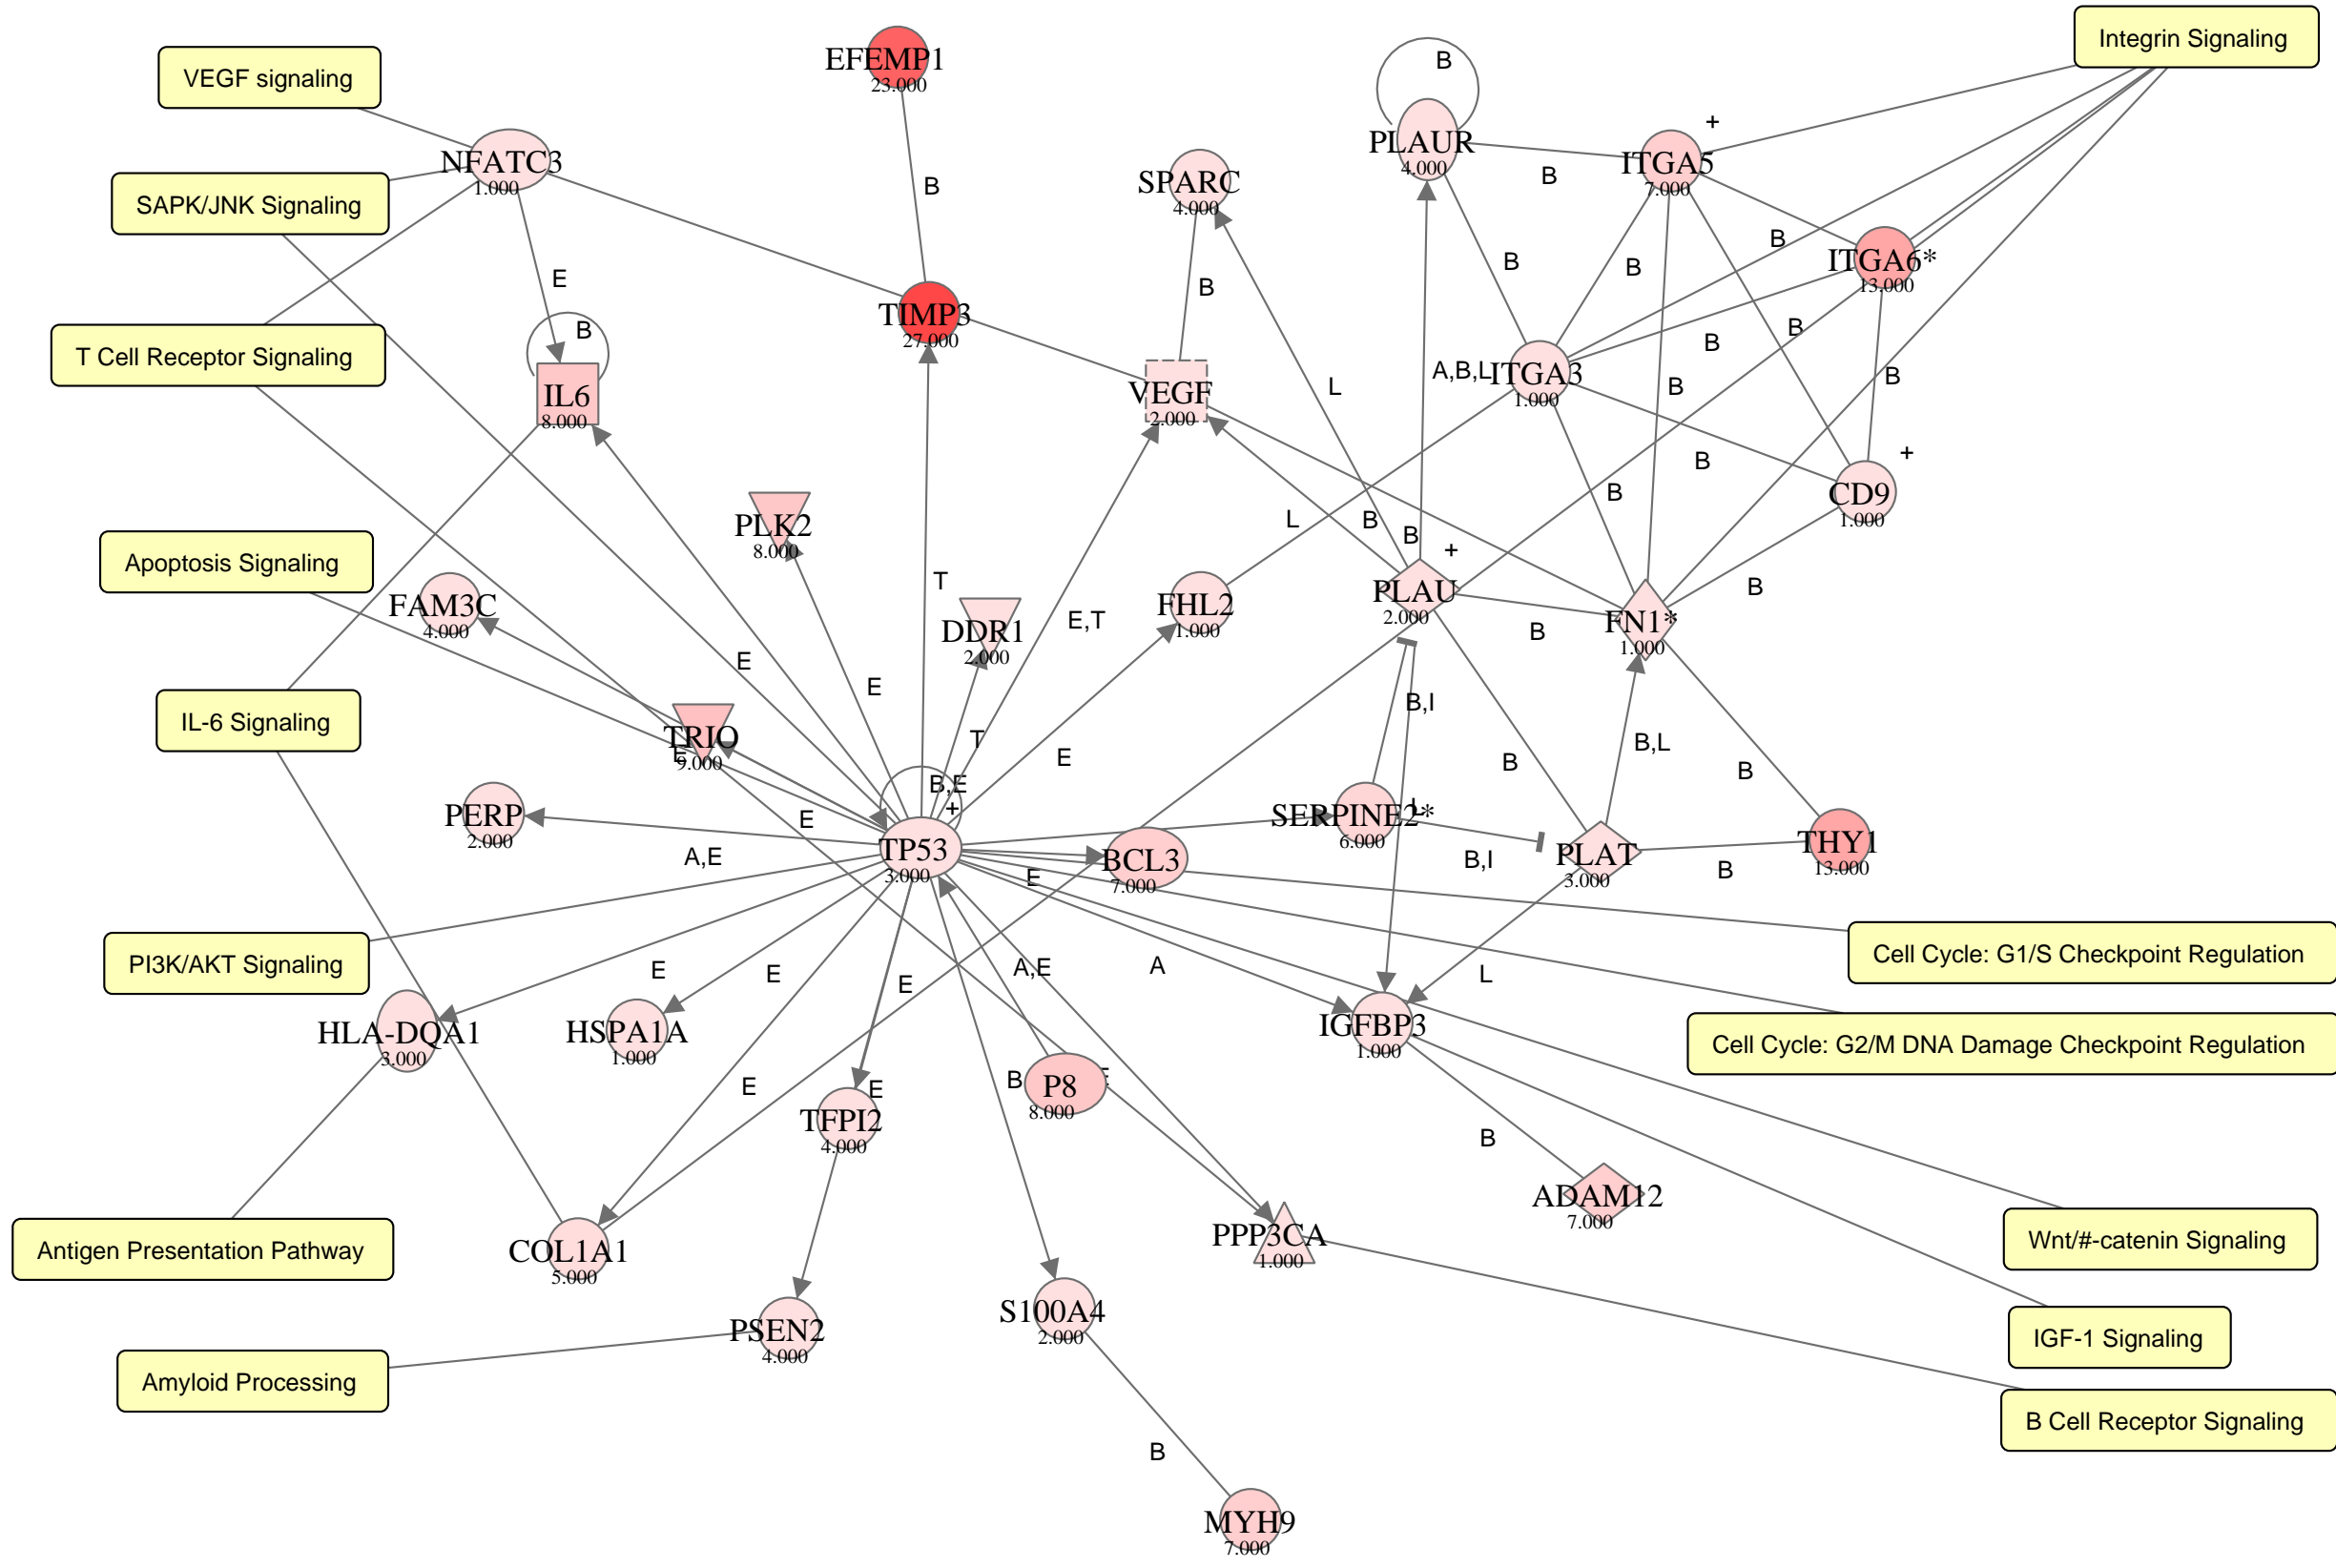 Integrin Signaling
EFEMP1
23.000
VEGF signaling
B
PLAUR
4.000
+
ITGA5
7.000
NFATC3
1.000
SPARC
4.000
B
B
SAPK/JNK Signaling
ITGA6*
13.000
B
B
B
E
B
TIMP3
27.000
B
B
B
T Cell Receptor Signaling
IL6
8.000
VEGF
2.000
L
A,B,L
ITGA3
1.000
B
B
B
+
CD9
1.000
PLK2
8.000
L
B
B
B
+
Apoptosis Signaling
FAM3C
4.000
T
DDR1
2.000
E,T
FHL2
1.000
PLAU
2.000
B
B
FN1*
1.000
E
E
B,I
IL-6 Signaling
TRIO
9.000
E
T
E
B
B,L
B
B,E
+
PERP
2.000
E
A,E
TP53
3.000
BCL3
7.000
SERPINE2*
6.000
L
B,I
PLAT
3.000
B
THY1
13.000
E
Cell Cycle: G1/S Checkpoint Regulation
PI3K/AKT Signaling
E
E
E
A,E
A
L
HLA-DQA1
3.000
HSPA1A
1.000
IGFBP3
1.000
Cell Cycle: G2/M DNA Damage Checkpoint Regulation
E
E
TFPI2
4.000
B
P8
8.000
E
B
ADAM12
7.000
Antigen Presentation Pathway
COL1A1
5.000
PPP3CA
1.000
Wnt/#-catenin Signaling
PSEN2
4.000
S100A4
2.000
IGF-1 Signaling
Amyloid Processing
B Cell Receptor Signaling
B
MYH9
7.000